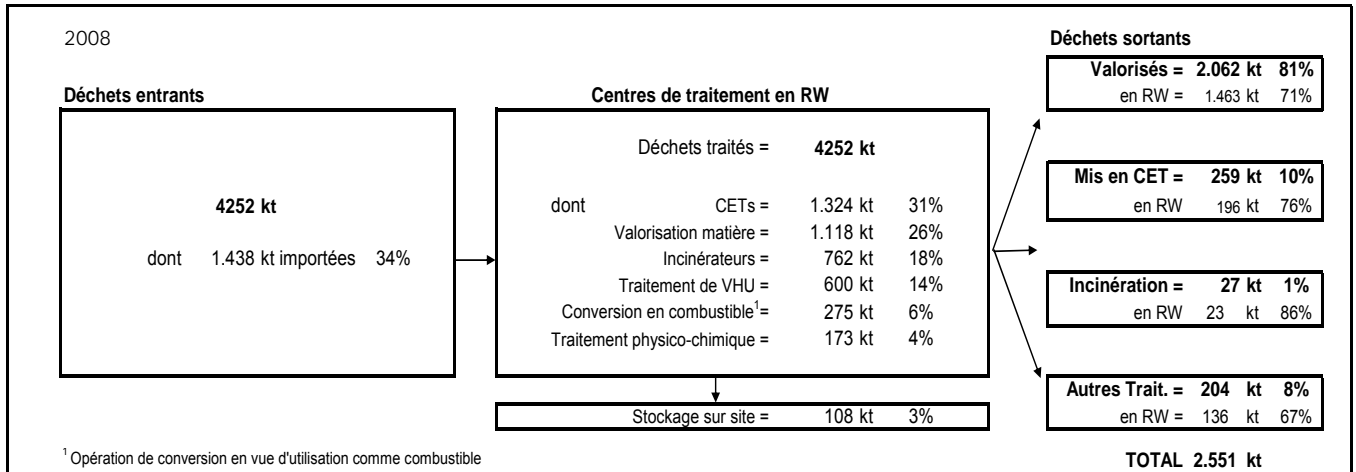 2008
Déchets entrants
4252 kt
dont 1.438 kt importées 34%
Centres de traitement en RW
Déchets traités = 4252 kt
dont CETs = 1.324 kt 31%
Valorisation matière = 1.118 kt 26%
Incinérateurs = 762 kt 18%
Traitement de VHU = 600 kt 14%
Conversion en combustible¹= 275 kt 6%
Traitement physico-chimique = 173 kt 4%
Stockage sur site = 108 kt 3%
Déchets sortants
Valorisés = 2.062 kt 81%
en RW = 1.463 kt 71%
Mis en CET = 259 kt 10%
en RW 196 kt 76%
Incinération = 27 kt 1%
en RW 23 kt 86%
Autres Trait. = 204 kt 8%
en RW = 136 kt 67%
TOTAL 2.551 kt
¹ Opération de conversion en vue d'utilisation comme combustible